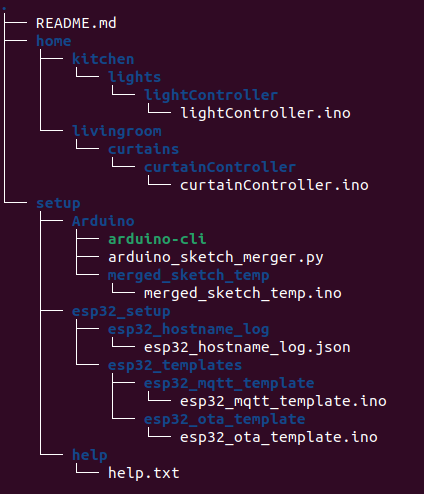 .
├── README.md
├── home
│   ├── kitchen
│   │   └── lights
│   │       └── lightController
│   │           └── lightController.ino
│   └── livingroom
│       └── curtains
│           └── curtainController
│               └── curtainController.ino
└── setup
    ├── Arduino
    │   ├── arduino-cli
    │   ├── arduino_sketch_merger.py
    │   └── merged_sketch_temp
    │       └── merged_sketch_temp.ino
    ├── esp32_setup
    │   ├── esp32_hostname_log
    │   │   └── esp32_hostname_log.json
    │   └── esp32_templates
    │       ├── esp32_mqtt_template
    │       │   └── esp32_mqtt_template.ino
    │       └── esp32_ota_template
    │           └── esp32_ota_template.ino
    └── help
        └── help.txt